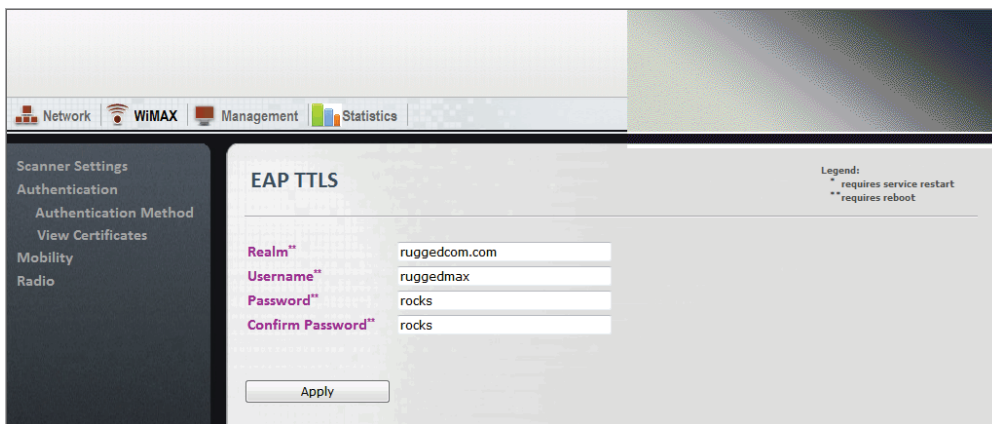 Network WiMAX Management Statistics
Scanner Settings
Authentication
Authentication Method
View Certificates
Mobility
Radio
EAP TTLS
Legend:
* requires service restart
** requires reboot
Realm** ruggedcom.com
Username** ruggedmax
Password** rocks
Confirm Password** rocks
Apply